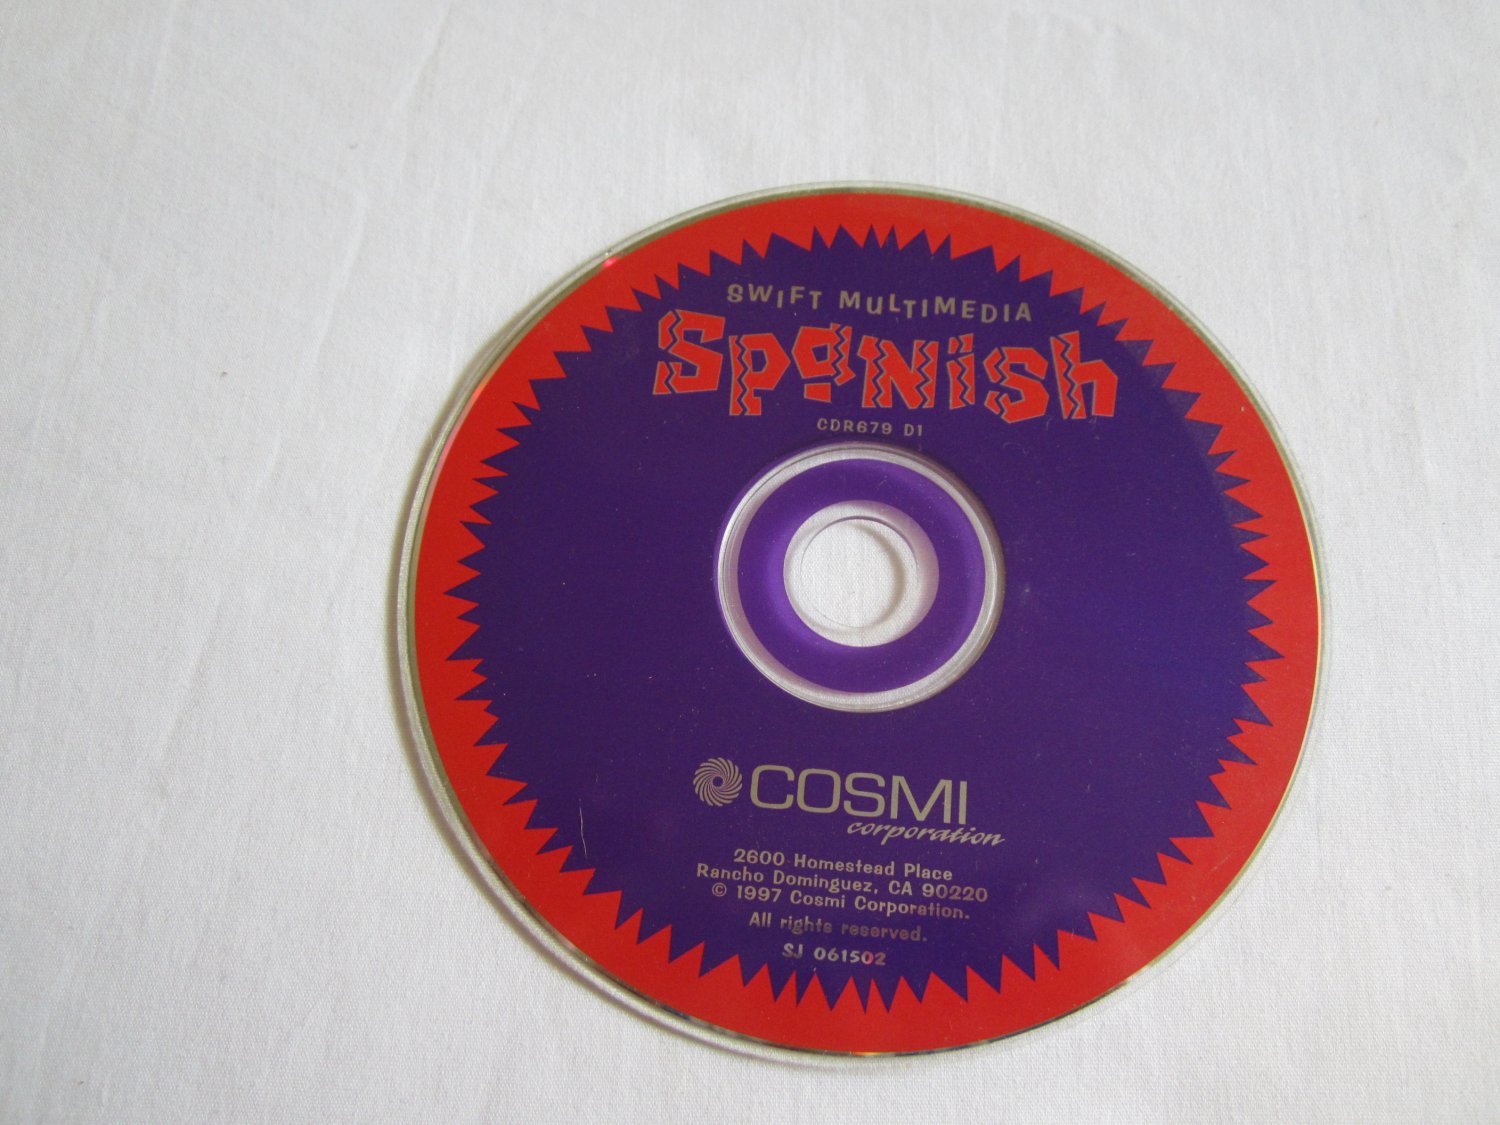 SWIFT MULTIMEDIA
Spanish
CDR679 D1
COSMI
corporation
2600 Homestead Place
Rancho Dominguez, CA 90220
© 1997 Cosmi Corporation.
All rights reserved.
SJ 061502